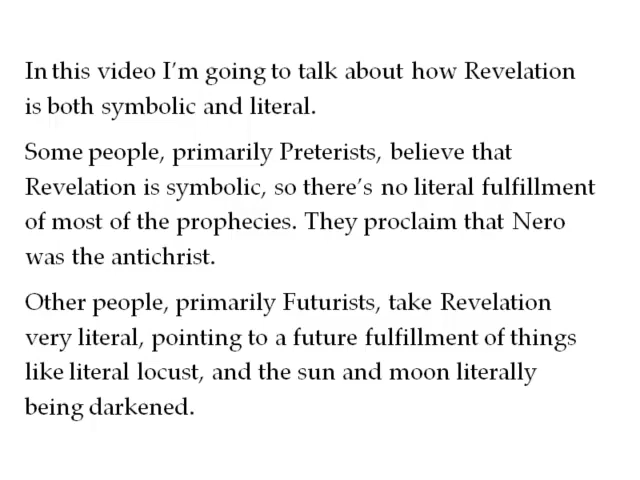 In this video I'm going to talk about how Revelation
is both symbolic and literal.
Some people, primarily Preterists, believe that
Revelation is symbolic, so there's no literal fulfillment
of most of the prophecies. They proclaim that Nero
was the antichrist.
Other people, primarily Futurists, take Revelation
very literal, pointing to a future fulfillment of things
like literal locust, and the sun and moon literally
being darkened.